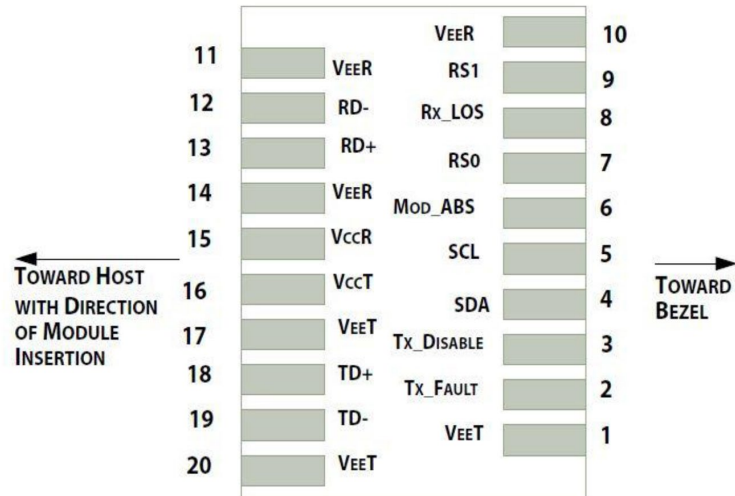 VEER 10
11 VEER
RS1 9
12 RD-
RX_LOS 8
13 RD+
RS0 7
14 VEER
MOD_ABS 6
15 VCCR
SCL 5
TOWARD HOST
WITH DIRECTION
OF MODULE
INSERTION
TOWARD
BEZEL
16 VCCT
SDA 4
17 VEET
TX_DISABLE 3
18 TD+
TX_FAULT 2
19 TD-
VEET 1
20 VEET